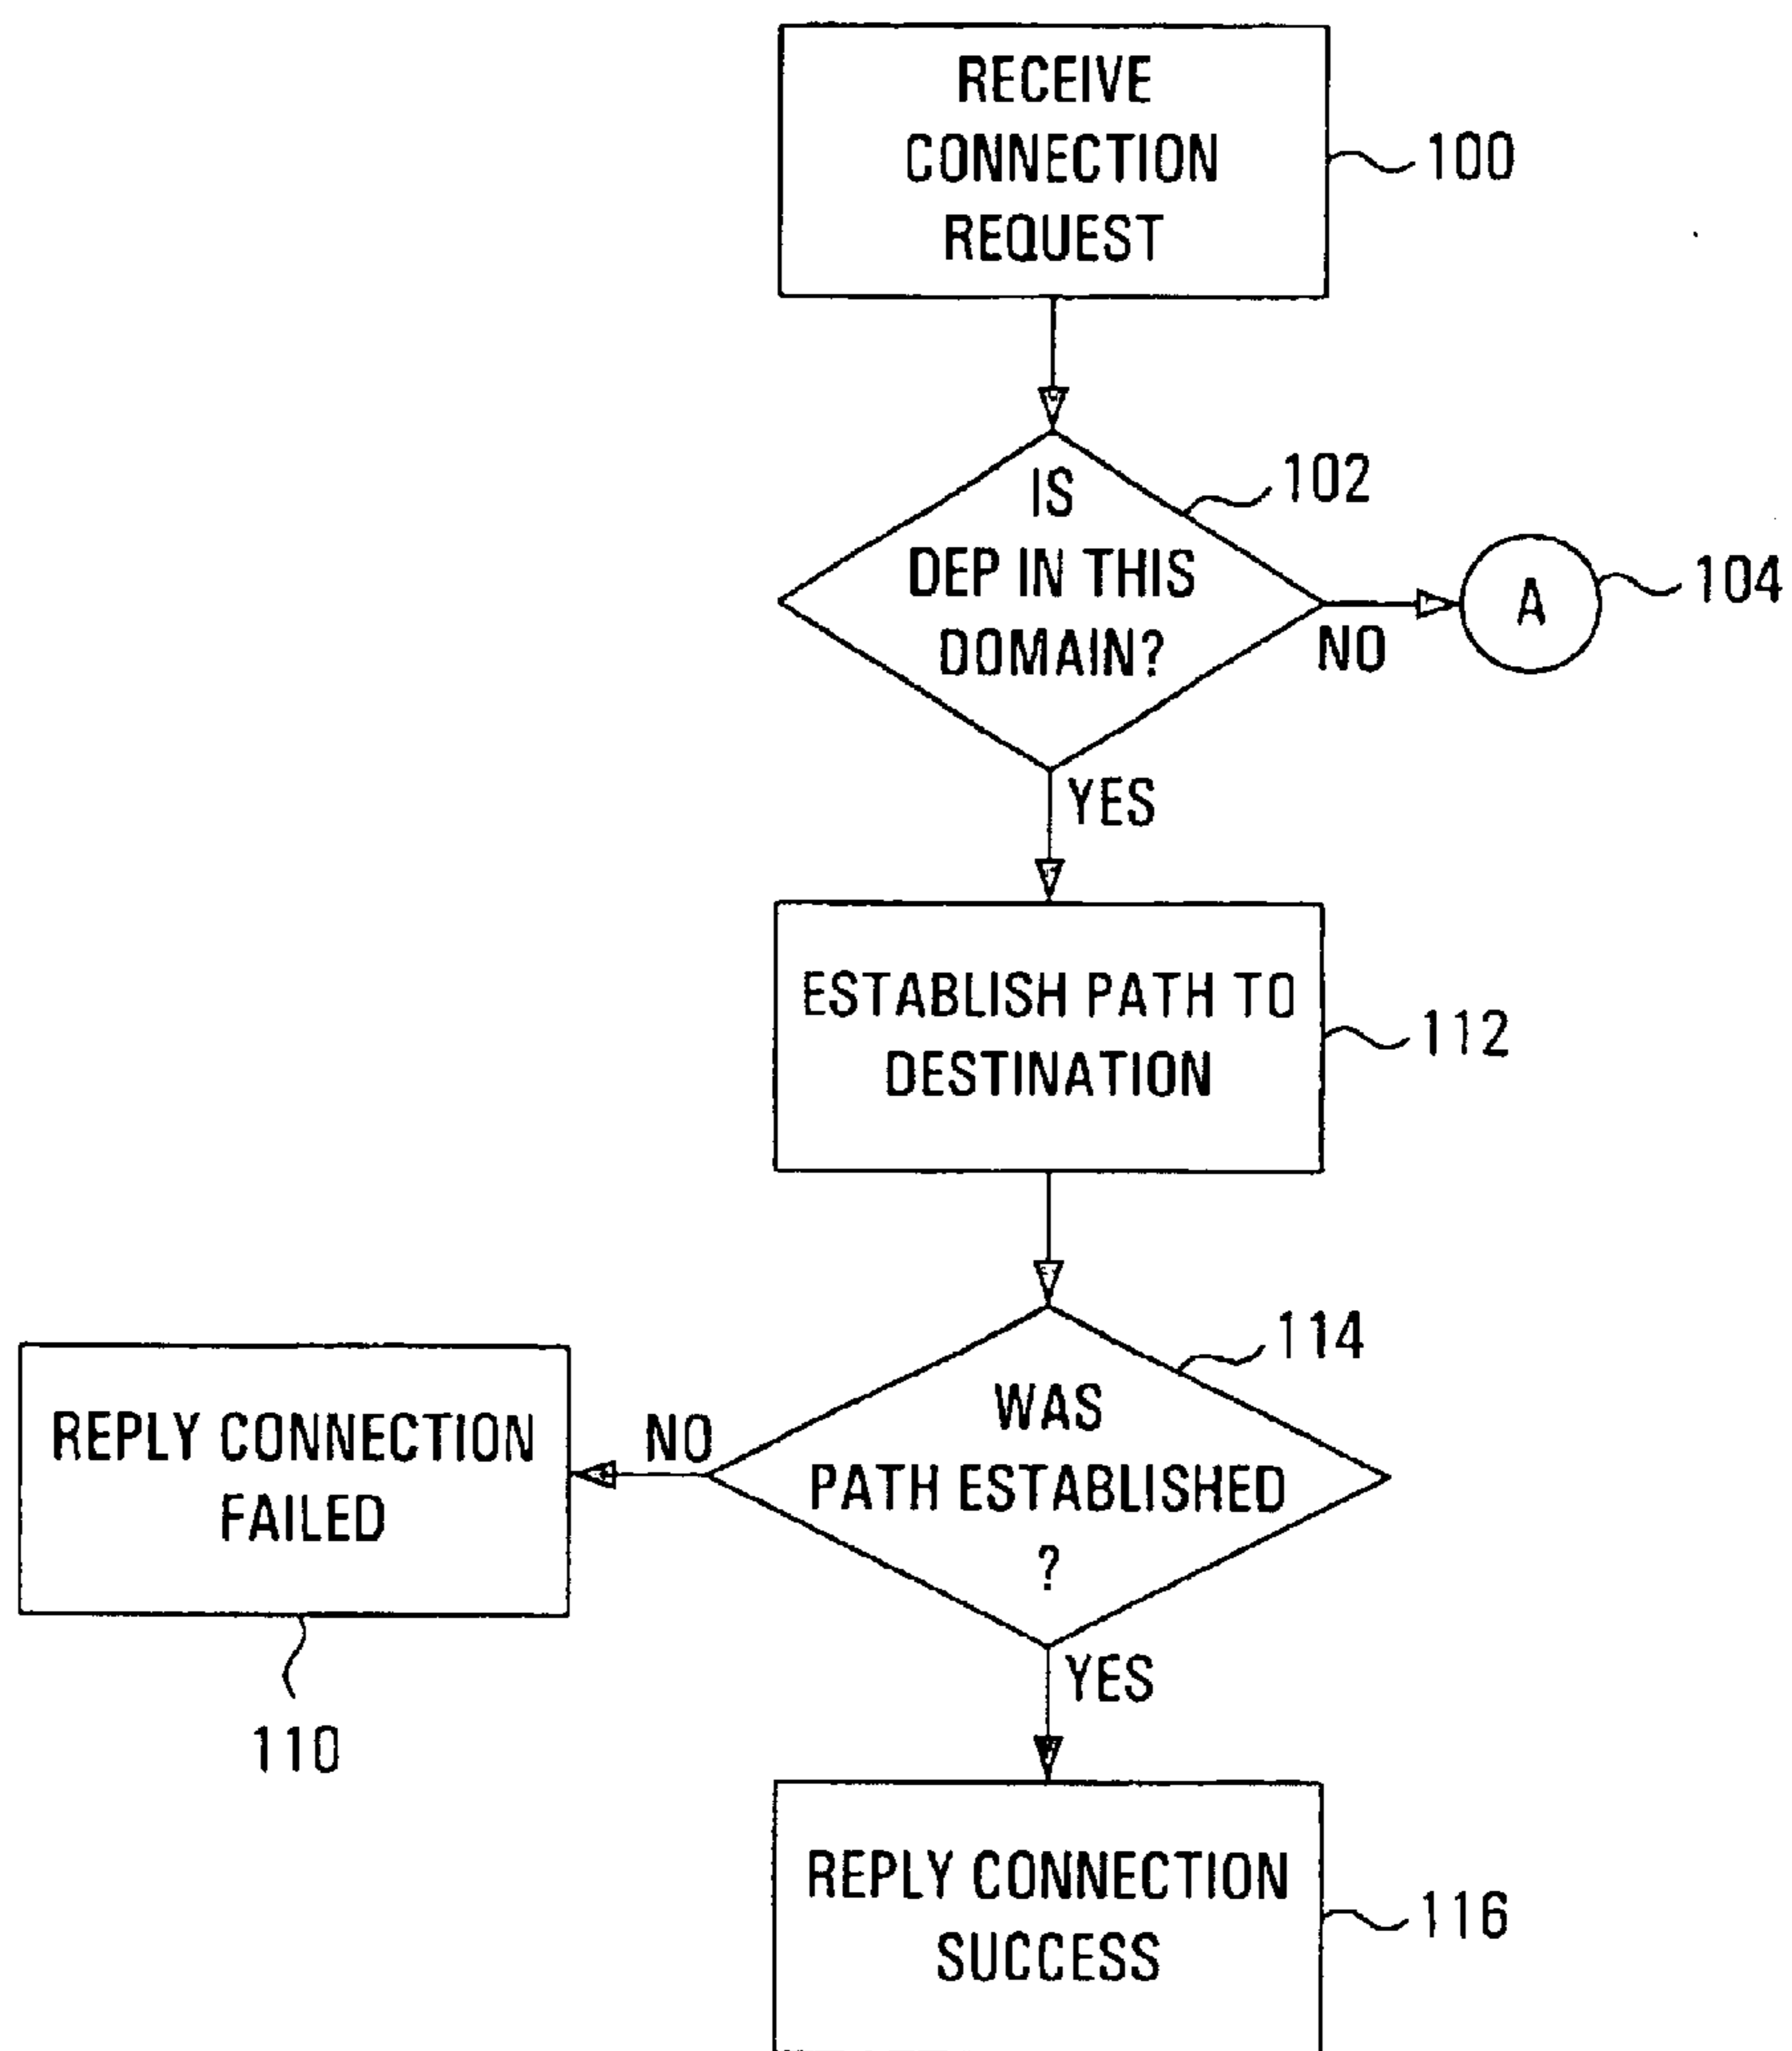 RECEIVE
CONNECTION
REQUEST
100
IS
DEP IN THIS
DOMAIN?
102
NO
A
104
YES
ESTABLISH PATH TO
DESTINATION
112
WAS
PATH ESTABLISHED
?
114
NO
REPLY CONNECTION
FAILED
110
YES
REPLY CONNECTION
SUCCESS
116